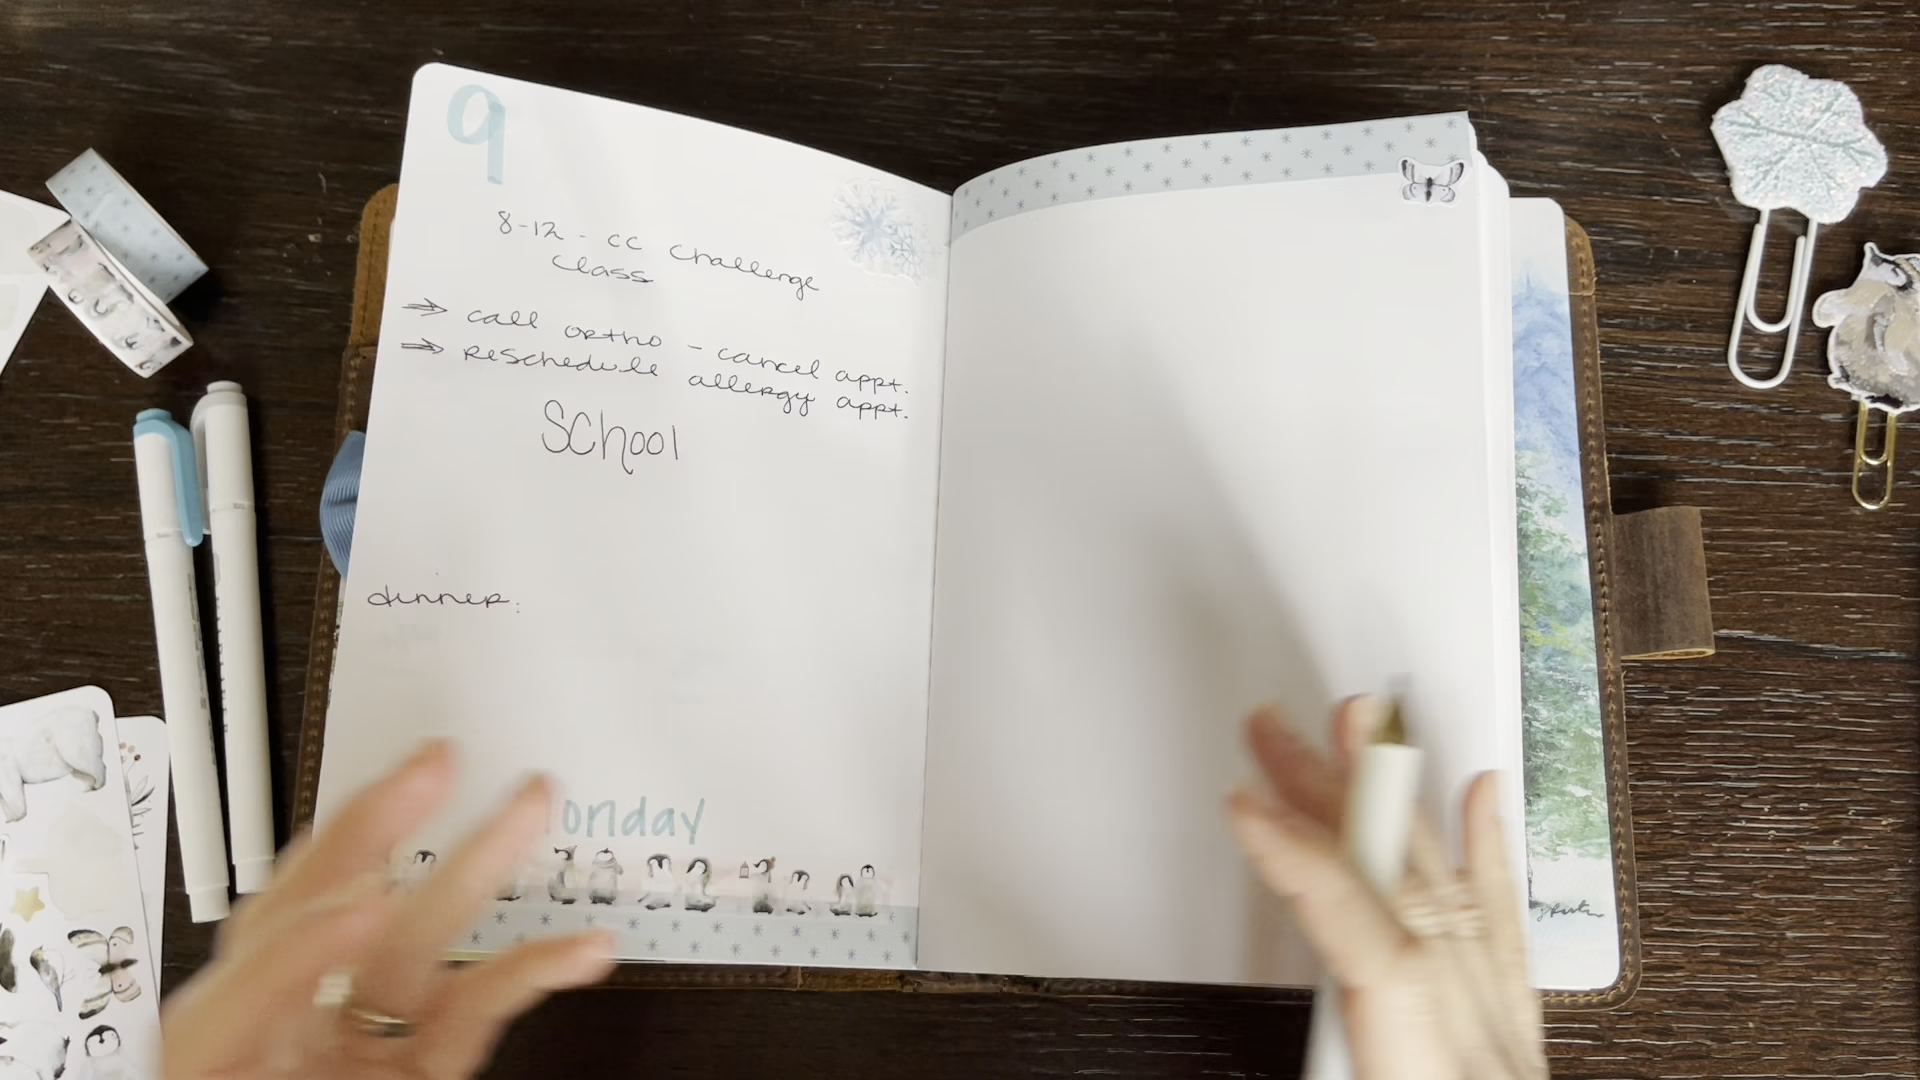 9
8-12 - CC Challenge
Class
⇒ call ortho - cancel appt.
⇒ reschedule allergy appt.
School
dinner:
onday